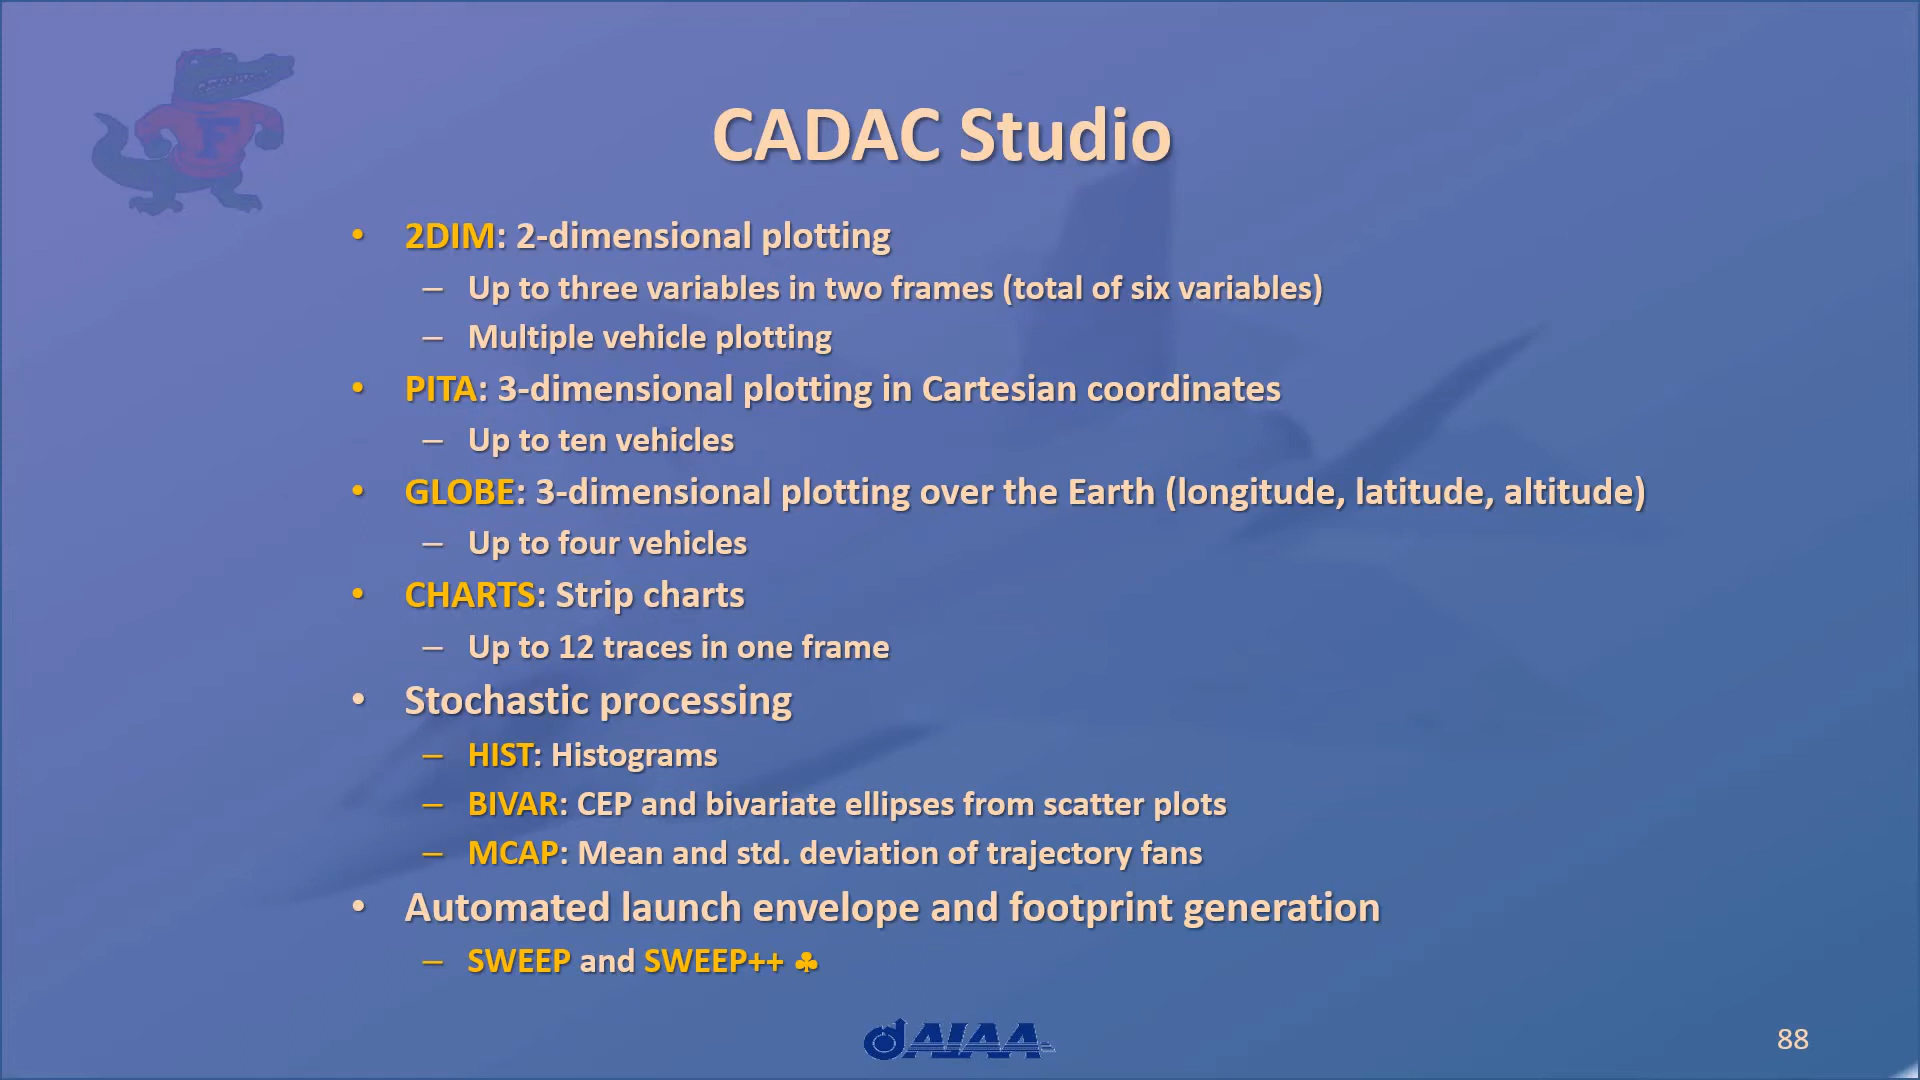 F
CADAC Studio
• 2DIM: 2-dimensional plotting
– Up to three variables in two frames (total of six variables)
– Multiple vehicle plotting
• PITA: 3-dimensional plotting in Cartesian coordinates
– Up to ten vehicles
• GLOBE: 3-dimensional plotting over the Earth (longitude, latitude, altitude)
– Up to four vehicles
• CHARTS: Strip charts
– Up to 12 traces in one frame
• Stochastic processing
– HIST: Histograms
– BIVAR: CEP and bivariate ellipses from scatter plots
– MCAP: Mean and std. deviation of trajectory fans
• Automated launch envelope and footprint generation
– SWEEP and SWEEP++ ♣
AIAA
88